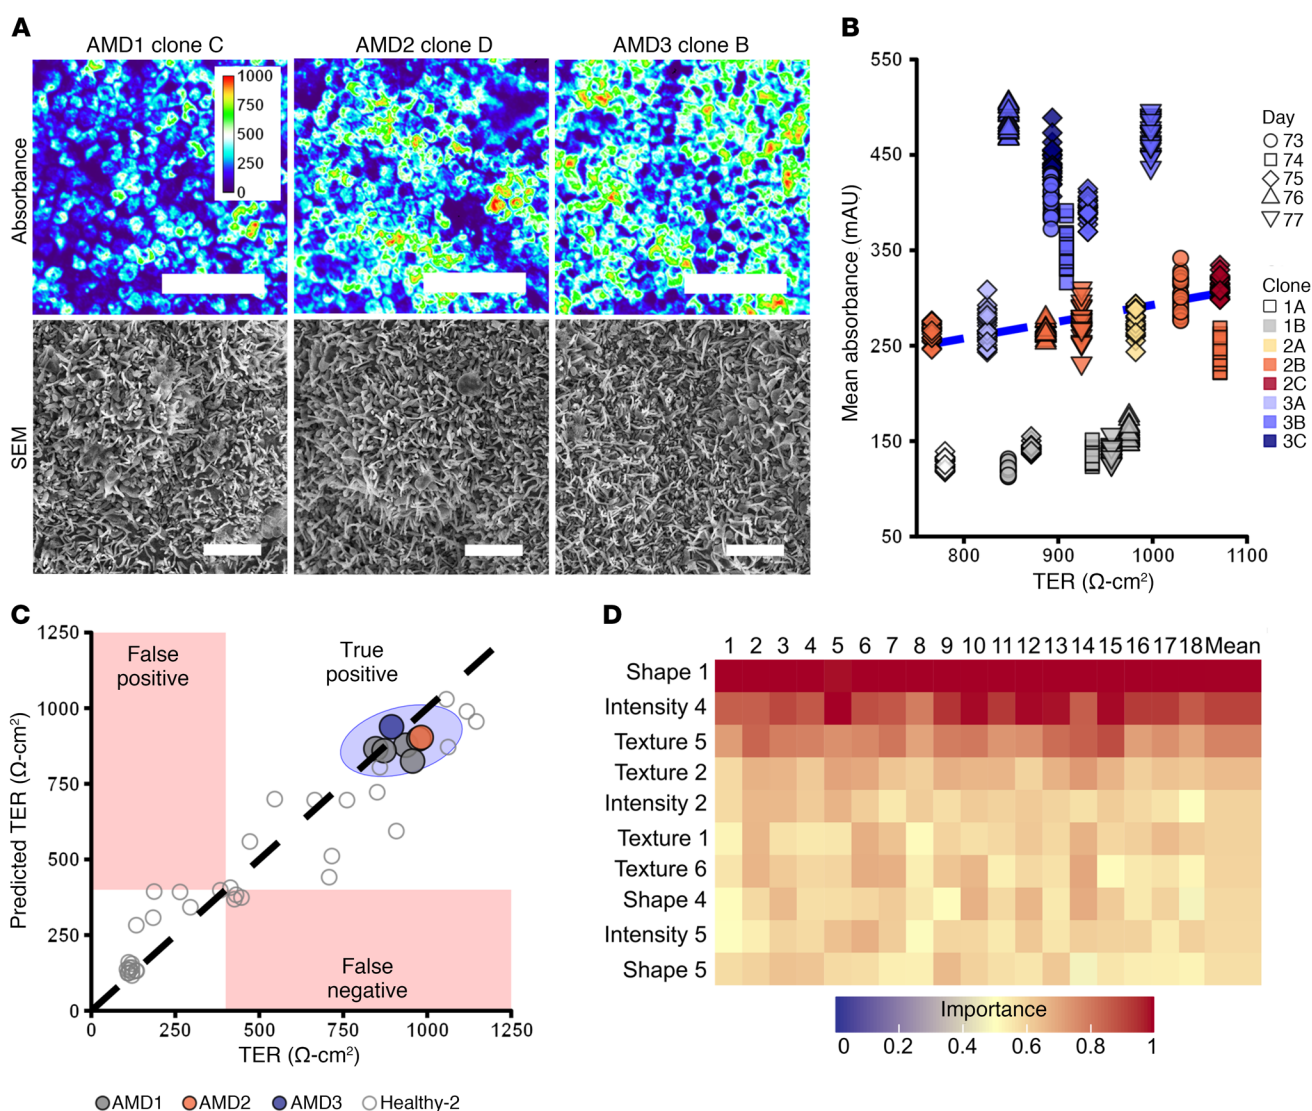 A
AMD1 clone C
AMD2 clone D
AMD3 clone B
Absorbance
1000
750
500
250
0
SEM
B
Mean absorbance (mAU)
550
450
350
250
150
50
800
900
1000
1100
TER (Ω-cm²)
Day
73
74
75
76
77
Clone
1A
1B
2A
2B
2C
3A
3B
3C
C
Predicted TER (Ω-cm²)
1250
1000
750
500
250
0
False
positive
True
positive
False
negative
0
250
500
750
1000
1250
TER (Ω-cm²)
AMD1
AMD2
AMD3
Healthy-2
D
1 2 3 4 5 6 7 8 9 10 11 12 13 14 15 16 17 18 Mean
Shape 1
Intensity 4
Texture 5
Texture 2
Intensity 2
Texture 1
Texture 6
Shape 4
Intensity 5
Shape 5
Importance
0 0.2 0.4 0.6 0.8 1